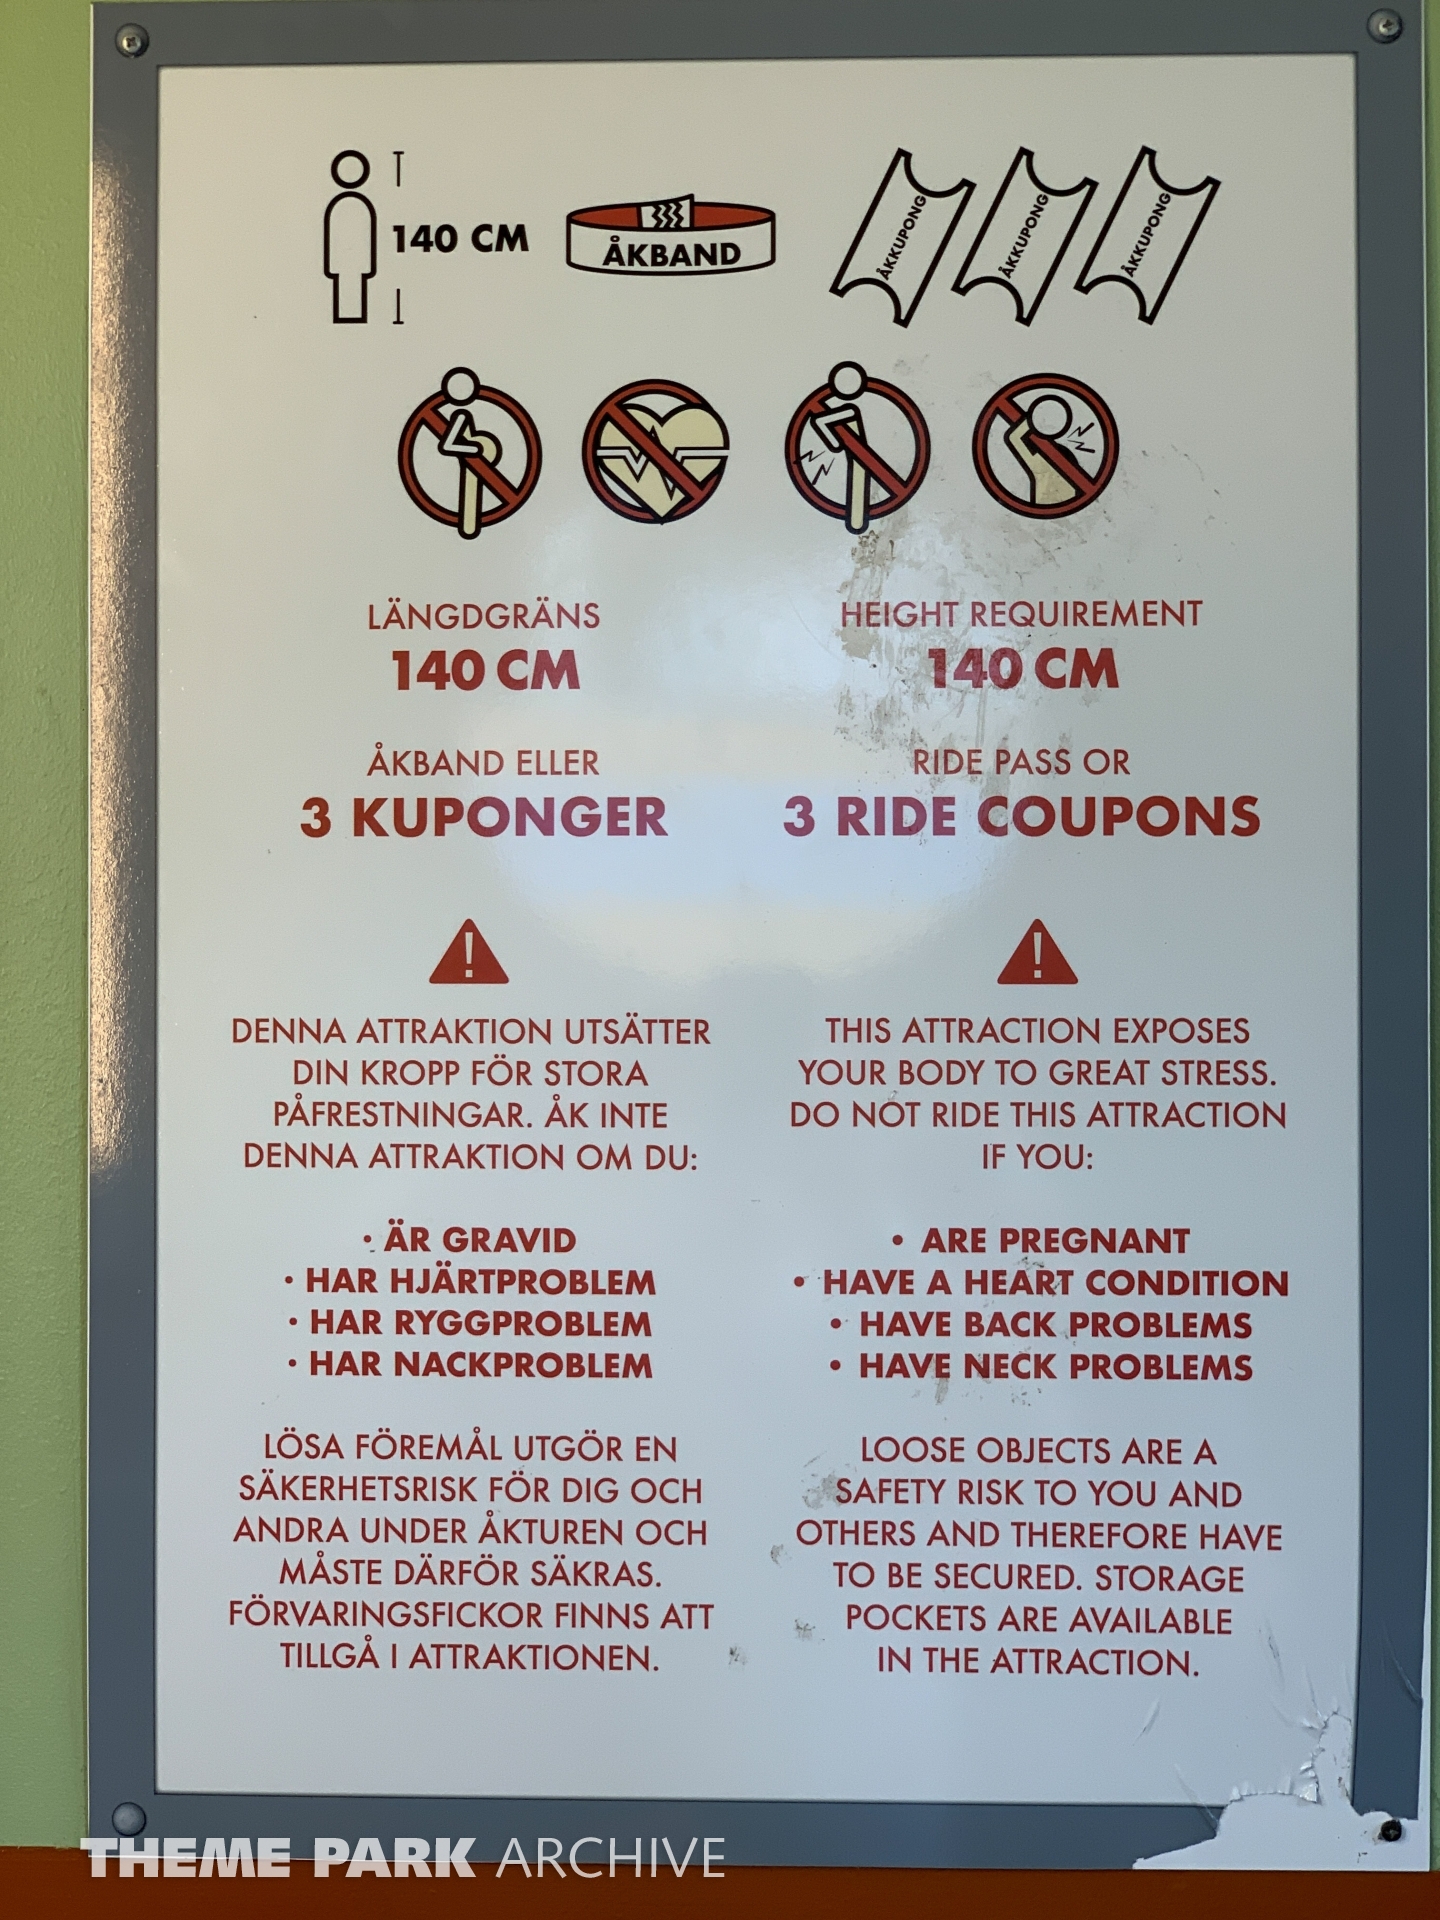 140 CM
ÅKBAND
ÅKKUPONG
ÅKKUPONG
ÅKKUPONG
LÄNGDGRÄNS
140 CM
ÅKBAND ELLER
3 KUPONGER
DENNA ATTRAKTION UTSÄTTER
DIN KROPP FÖR STORA
PÅFRESTNINGAR. ÅK INTE
DENNA ATTRAKTION OM DU:
· ÄR GRAVID
· HAR HJÄRTPROBLEM
· HAR RYGGPROBLEM
· HAR NACKPROBLEM
LÖSA FÖREMÅL UTGÖR EN
SÄKERHETSRISK FÖR DIG OCH
ANDRA UNDER ÅKTUREN OCH
MÅSTE DÄRFÖR SÄKRAS.
FÖRVARINGSFICKOR FINNS ATT
TILLGÅ I ATTRAKTIONEN.
HEIGHT REQUIREMENT
140 CM
RIDE PASS OR
3 RIDE COUPONS
THIS ATTRACTION EXPOSES
YOUR BODY TO GREAT STRESS.
DO NOT RIDE THIS ATTRACTION
IF YOU:
• ARE PREGNANT
• HAVE A HEART CONDITION
• HAVE BACK PROBLEMS
• HAVE NECK PROBLEMS
LOOSE OBJECTS ARE A
SAFETY RISK TO YOU AND
OTHERS AND THEREFORE HAVE
TO BE SECURED. STORAGE
POCKETS ARE AVAILABLE
IN THE ATTRACTION.
THEME PARK ARCHIVE